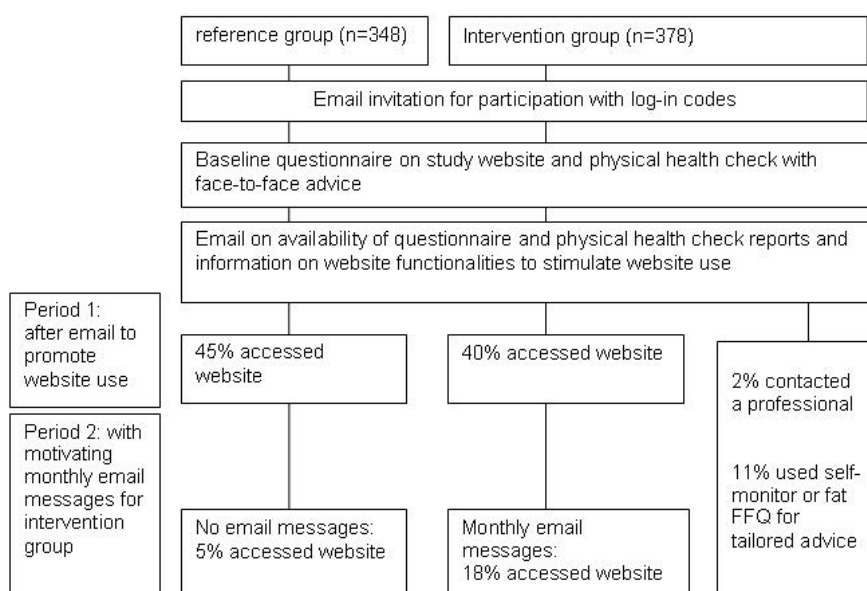 reference group (n=348)
Intervention group (n=378)
Email invitation for participation with log-in codes
Baseline questionnaire on study website and physical health check with
face-to-face advice
Email on availability of questionnaire and physical health check reports and
information on website functionalities to stimulate website use
Period 1:
after email to
promote
website use
45% accessed
website
40% accessed website
2% contacted
a professional
11% used self-
monitor or fat
FFQ for
tailored advice
Period 2: with
motivating
monthly email
messages for
intervention
group
No email messages:
5% accessed website
Monthly email
messages:
18% accessed website